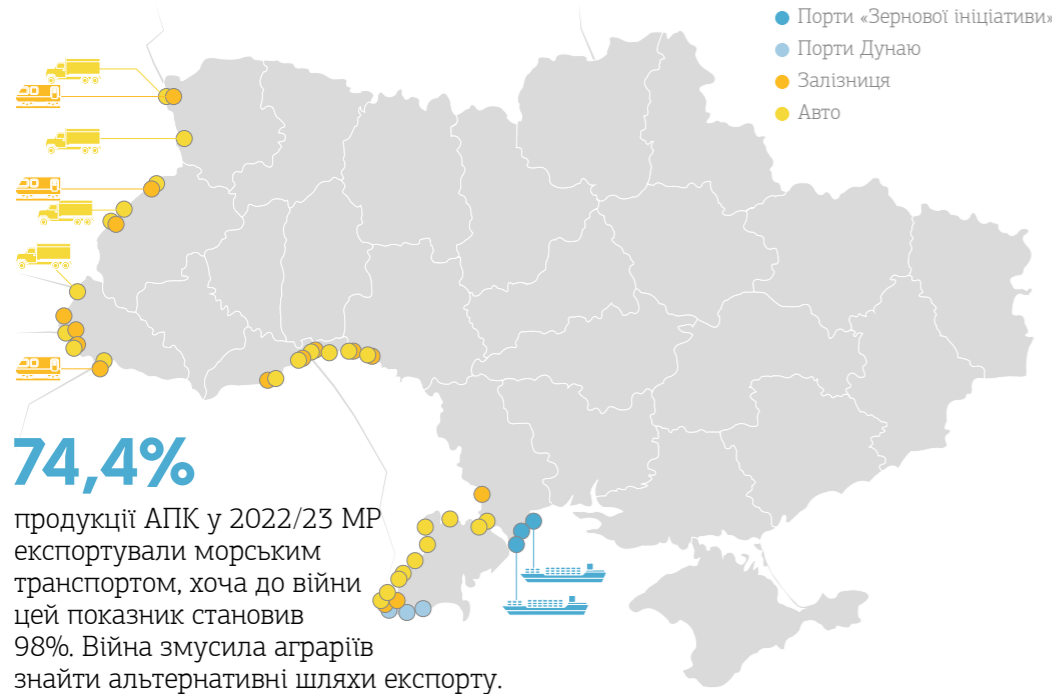 Порти «Зернової ініціативи»
Порти Дунаю
Залізниця
Авто
74,4%
продукції АПК у 2022/23 МР
експортували морським
транспортом, хоча до війни
цей показник становив
98%. Війна змусила аграріїв
знайти альтернативні шляхи експорту.